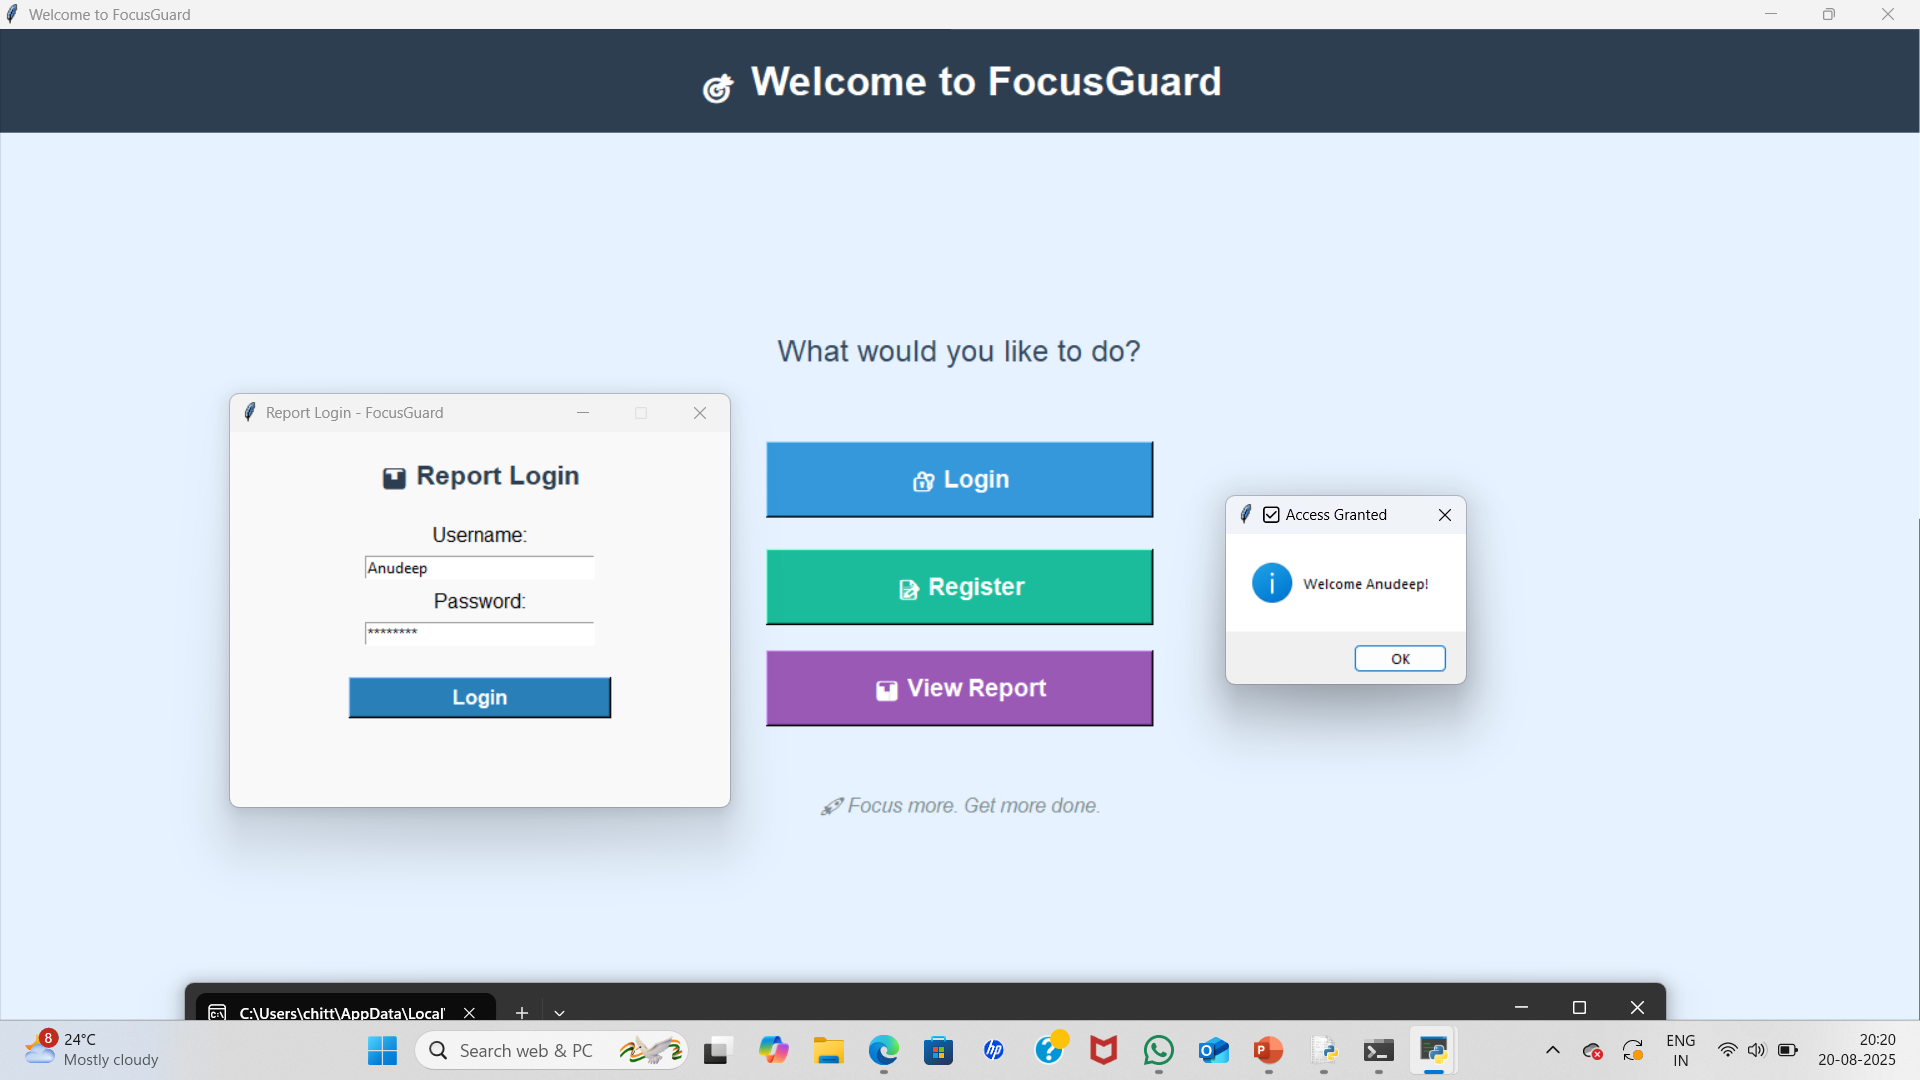 Welcome to FocusGuard
Welcome to FocusGuard
What would you like to do?
Report Login - FocusGuard
Report Login
Username:
Anudeep
Password:
********
Login
Login
Register
View Report
Access Granted
Welcome Anudeep!
OK
Focus more. Get more done.
C:\Users\chitt\AppData\Local\
8
24°C
Mostly cloudy
Search web & PC
ENG
IN
20:20
20-08-2025